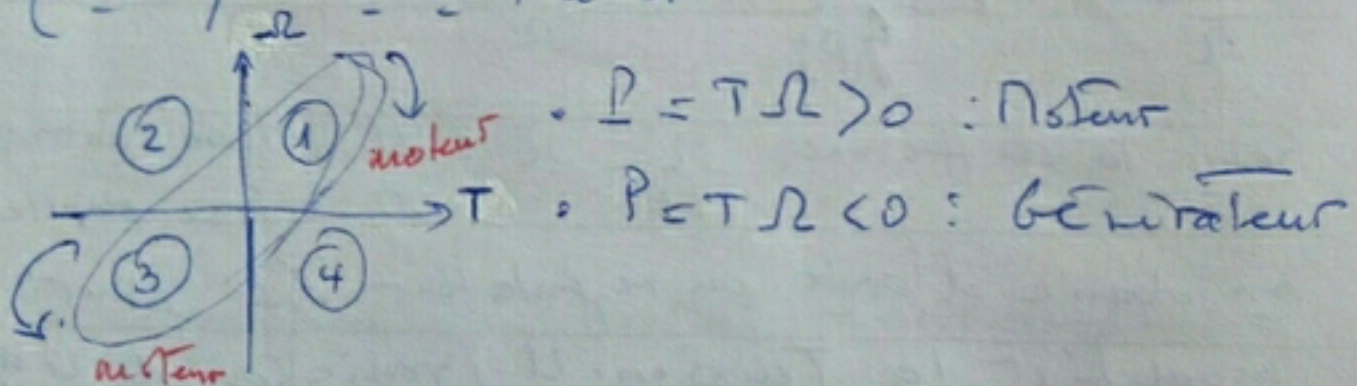 Ω
② ① moteur . P = TΩ > 0 : Moteur
T . P = TΩ < 0 : Générateur
③ ④
moteur